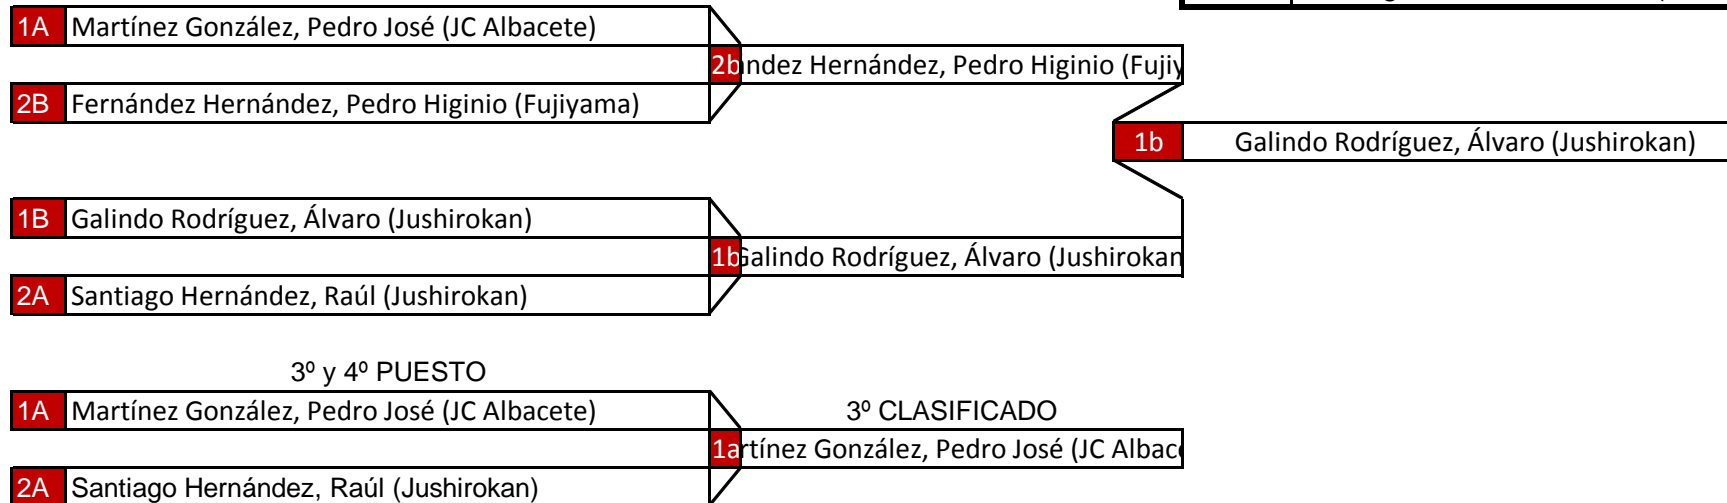 1A Martínez González, Pedro José (JC Albacete)
2b ndez Hernández, Pedro Higinio (Fujiy
2B Fernández Hernández, Pedro Higinio (Fujiyama)
1b Galindo Rodríguez, Álvaro (Jushirokan)
1B Galindo Rodríguez, Álvaro (Jushirokan)
1b Galindo Rodríguez, Álvaro (Jushirokan
2A Santiago Hernández, Raúl (Jushirokan)
3º y 4º PUESTO
1A Martínez González, Pedro José (JC Albacete)
3º CLASIFICADO
1a rtínez González, Pedro José (JC Albac
2A Santiago Hernández, Raúl (Jushirokan)